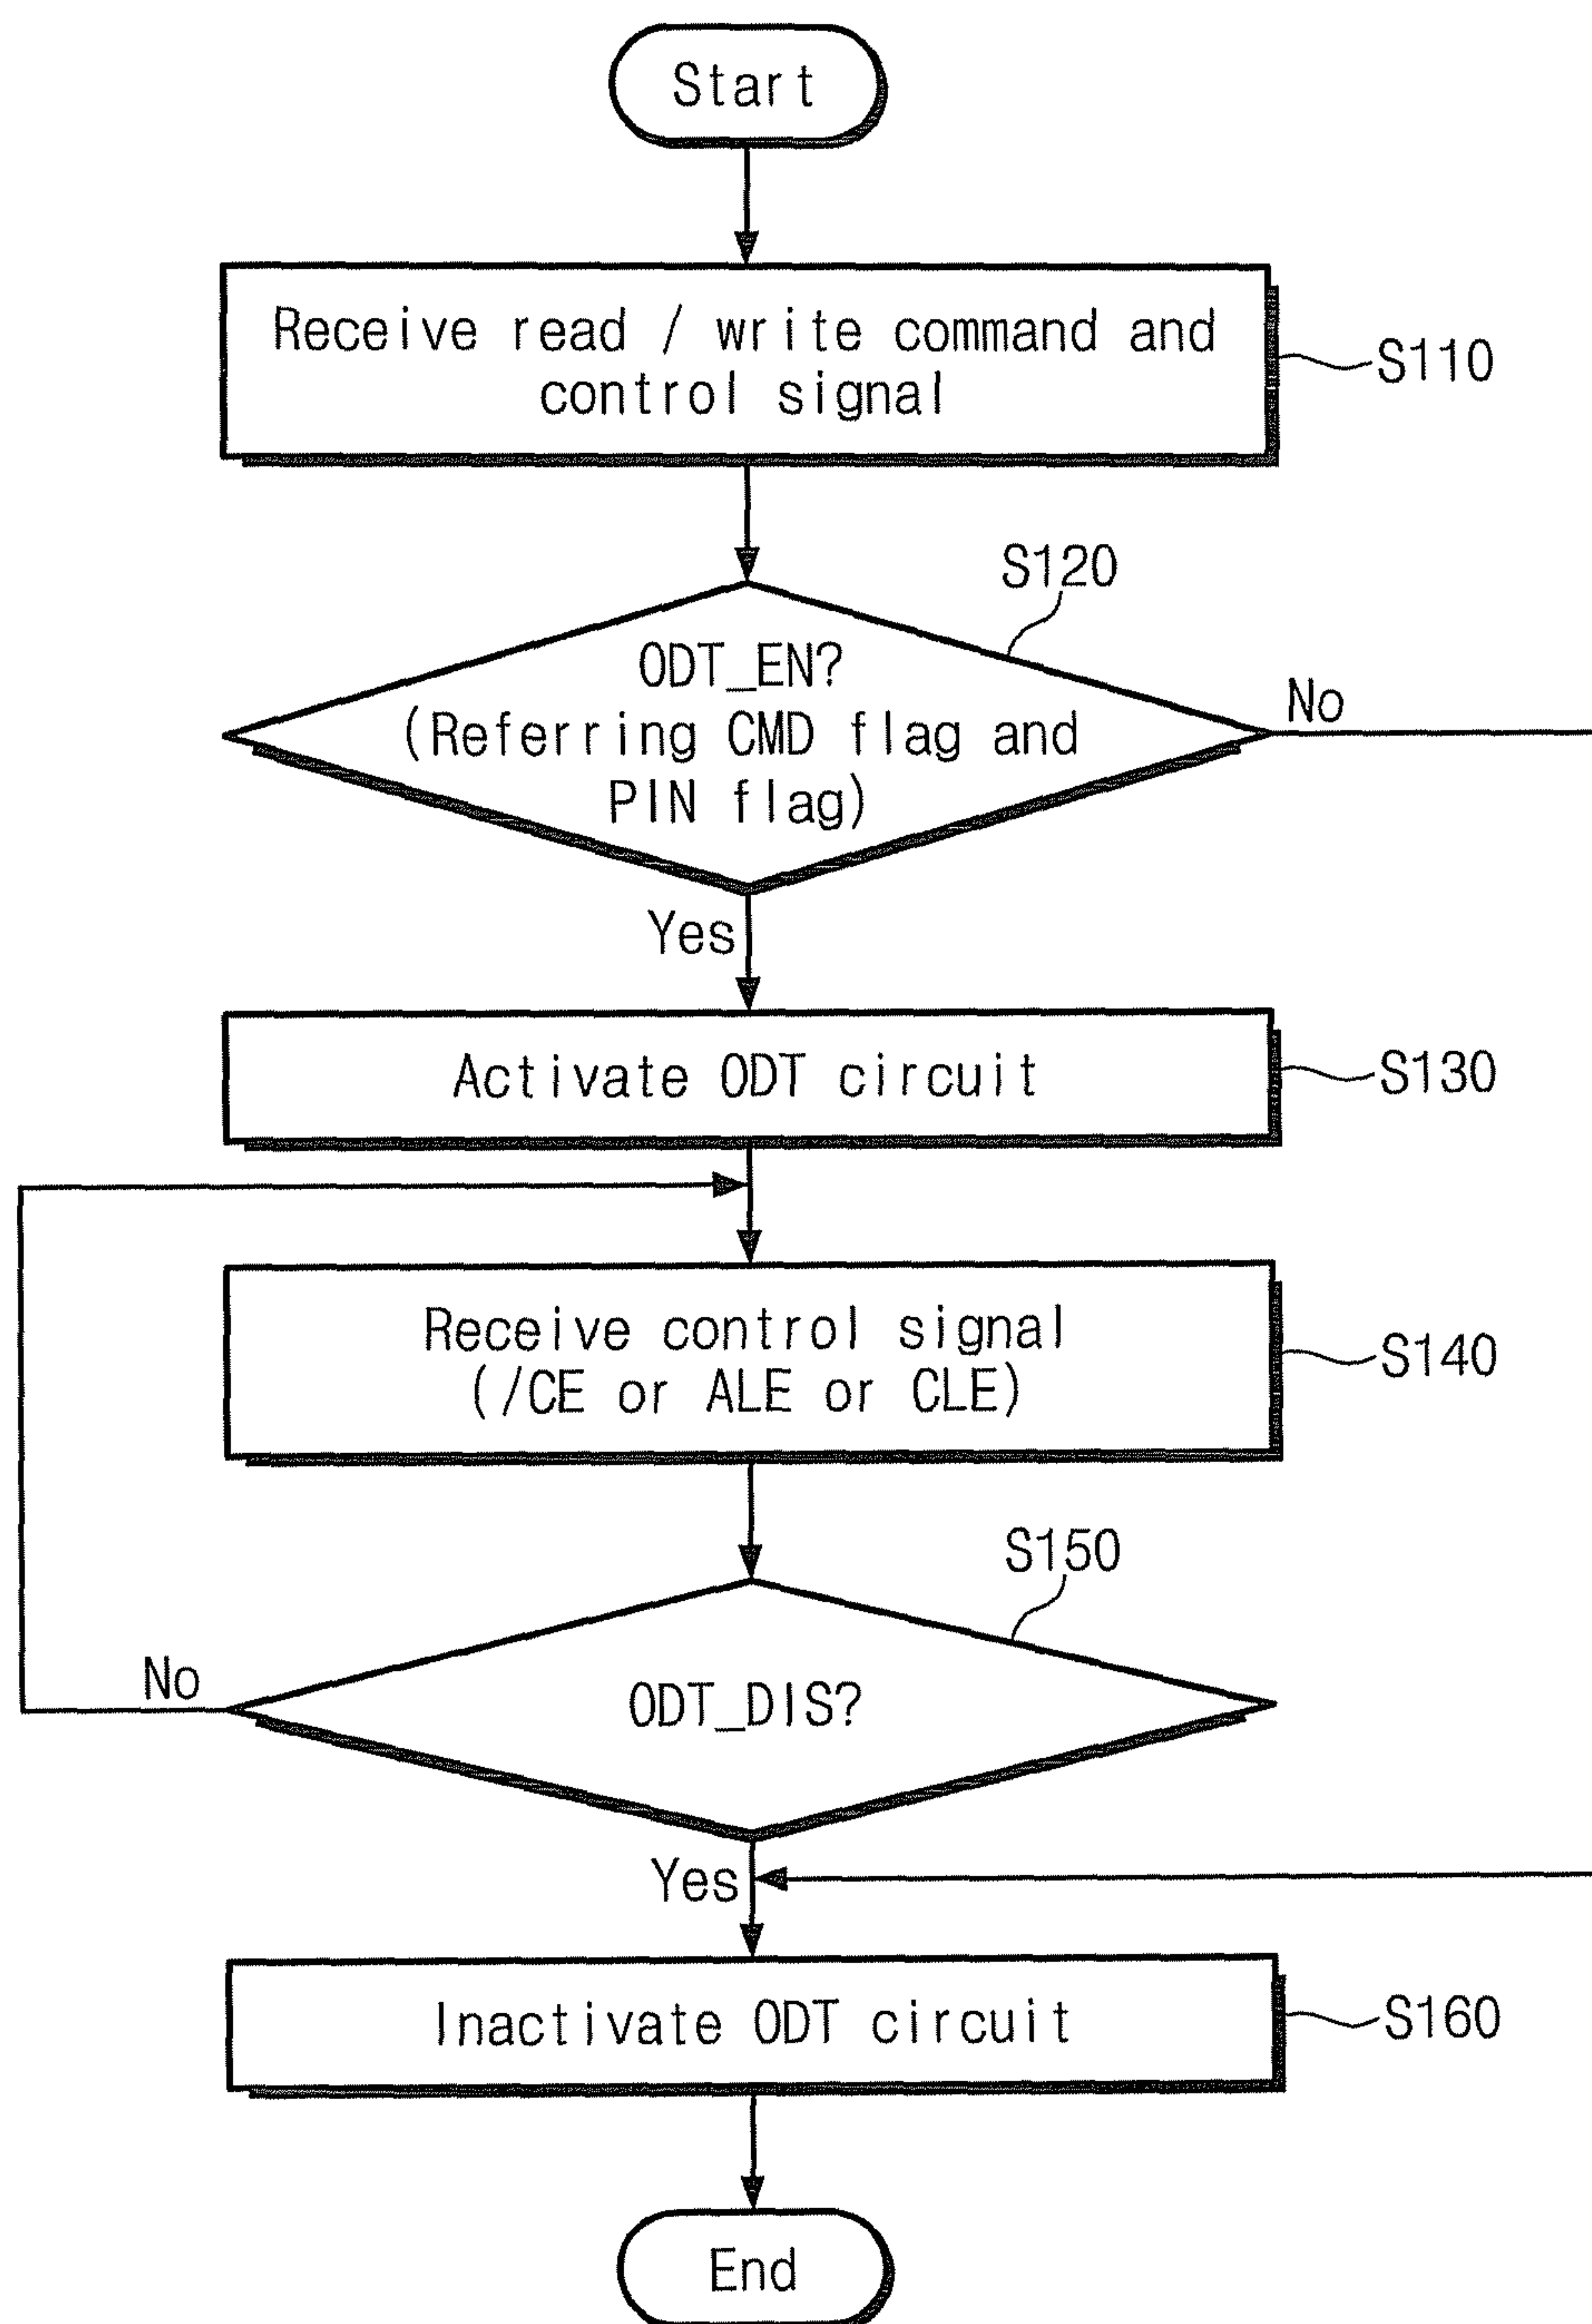 Start
Receive read / write command and
control signal
S110
S120
ODT_EN?
(Referring CMD flag and
PIN flag)
No
Yes
Activate ODT circuit
S130
Receive control signal
(/CE or ALE or CLE)
S140
S150
ODT_DIS?
No
Yes
Inactivate ODT circuit
S160
End